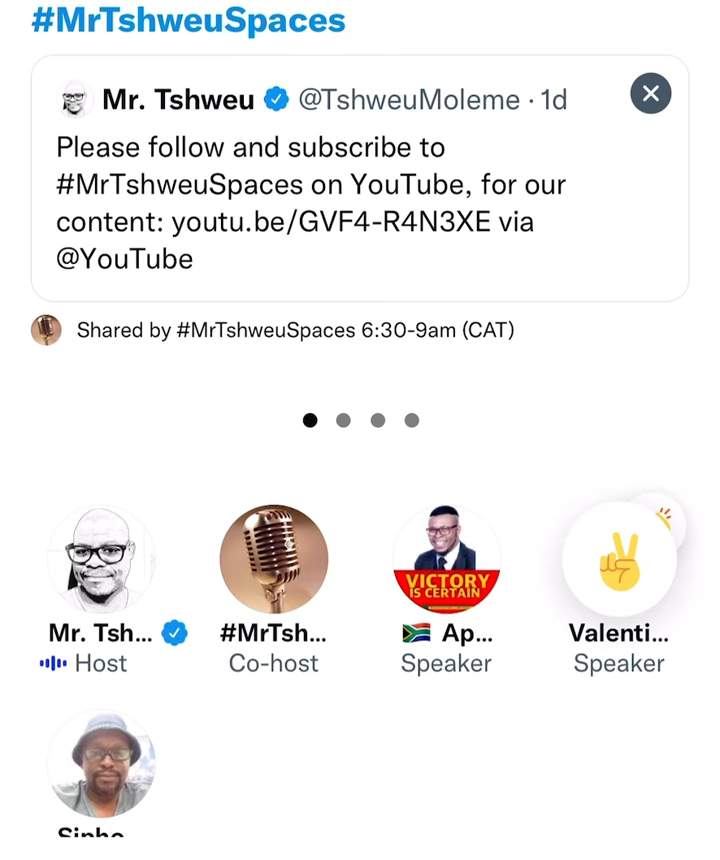 #MrTshweuSpaces
Mr. Tshweu @TshweuMoleme · 1d
Please follow and subscribe to
#MrTshweuSpaces on YouTube, for our
content: youtu.be/GVF4-R4N3XE via
@YouTube
Shared by #MrTshweuSpaces 6:30-9am (CAT)
VICTORY
IS CERTAIN
Mr. Tsh... #MrTsh... Ap... Valenti...
Host Co-host Speaker Speaker